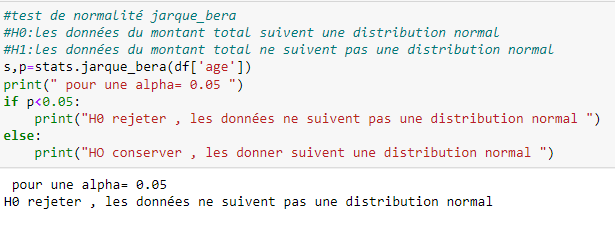 #test de normalité jarque_bera
#H0:les données du montant total suivent une distribution normal
#H1:les données du montant total ne suivent pas une distribution normal
s,p=stats.jarque_bera(df['age'])
print(" pour une alpha= 0.05 ")
if p<0.05:
    print("H0 rejeter , les données ne suivent pas une distribution normal ")
else:
    print("HO conserver , les donner suivent une distribution normal ")
 pour une alpha= 0.05
H0 rejeter , les données ne suivent pas une distribution normal